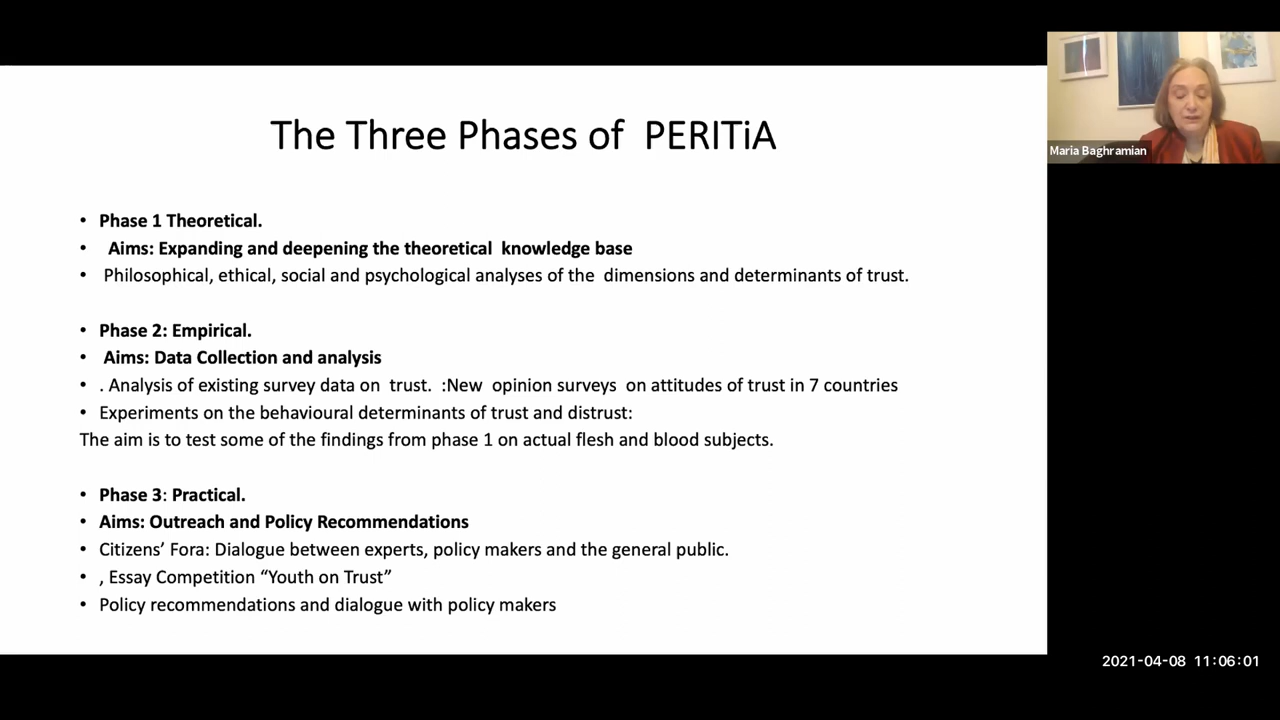 The Three Phases of PERITiA
• Phase 1 Theoretical.
• Aims: Expanding and deepening the theoretical knowledge base
• Philosophical, ethical, social and psychological analyses of the dimensions and determinants of trust.
• Phase 2: Empirical.
• Aims: Data Collection and analysis
• . Analysis of existing survey data on trust. :New opinion surveys on attitudes of trust in 7 countries
• Experiments on the behavioural determinants of trust and distrust:
The aim is to test some of the findings from phase 1 on actual flesh and blood subjects.
• Phase 3: Practical.
• Aims: Outreach and Policy Recommendations
• Citizens’ Fora: Dialogue between experts, policy makers and the general public.
• , Essay Competition “Youth on Trust”
• Policy recommendations and dialogue with policy makers
Maria Baghramian
2021-04-08 11:06:01